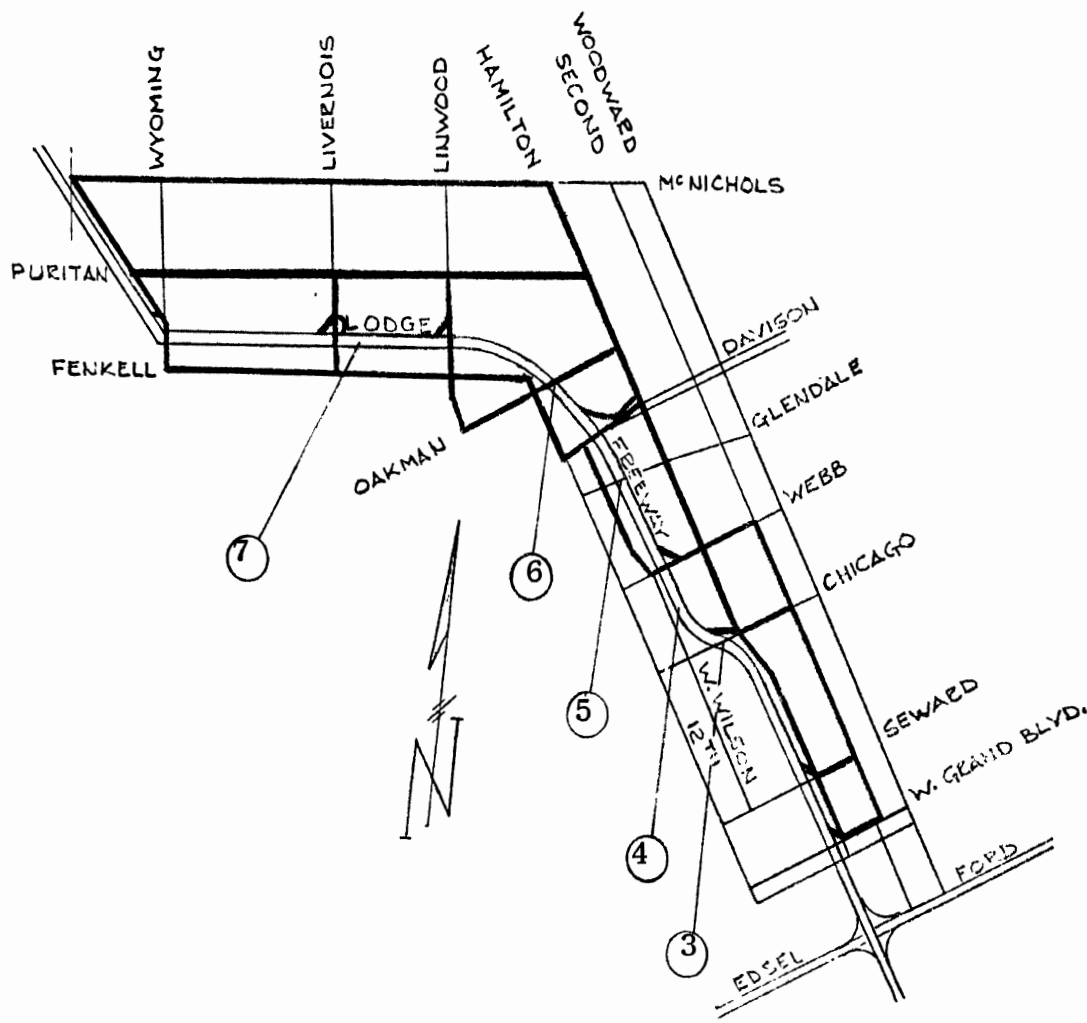 WYOMING
LIVERNOIS
LINWOOD
HAMILTON
SECOND
WOODWARD
McNICHOLS
PURITAN
LODGE
FENKELL
DAVISON
GLENDALE
OAKMAN
FREEWAY
WEBB
7
6
CHICAGO
5
W. WILSON
12TH
SEWARD
W. GRAND BLVD.
N
4
3
FORD
EDSEL